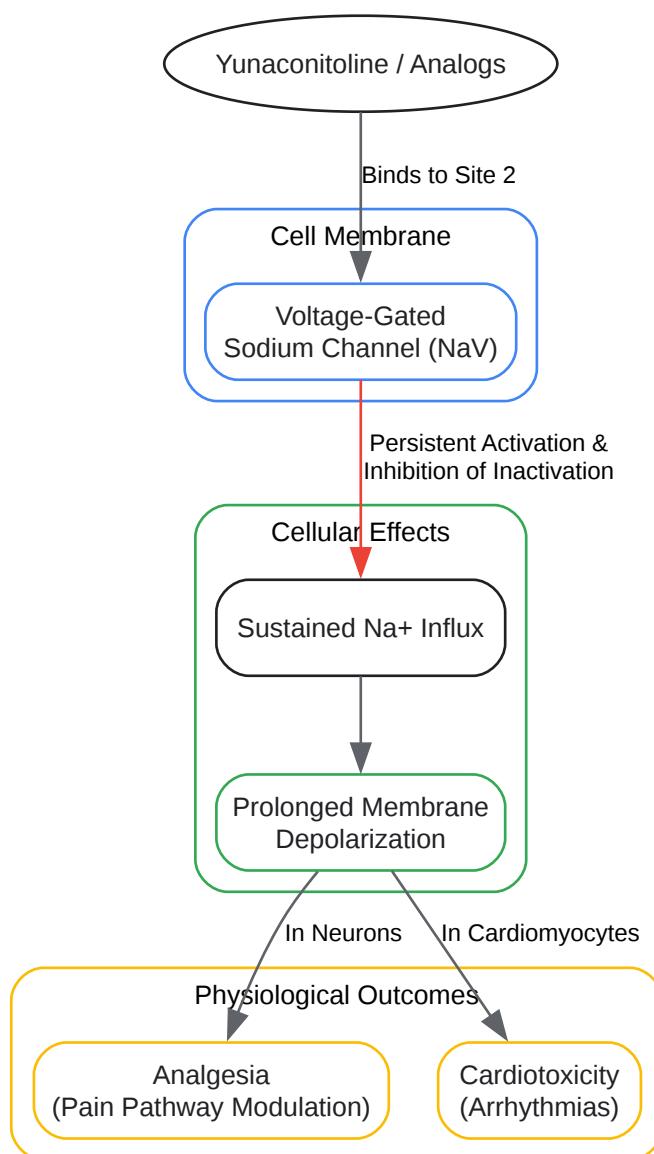 Yunaconitoline / Analogs
Binds to Site 2
Cell Membrane
Voltage-Gated
Sodium Channel (NaV)
Persistent Activation &
Inhibition of Inactivation
Cellular Effects
Sustained Na+ Influx
Prolonged Membrane
Depolarization
In Neurons
In Cardiomyocytes
Physiological Outcomes
Analgesia
(Pain Pathway Modulation)
Cardiotoxicity
(Arrhythmias)